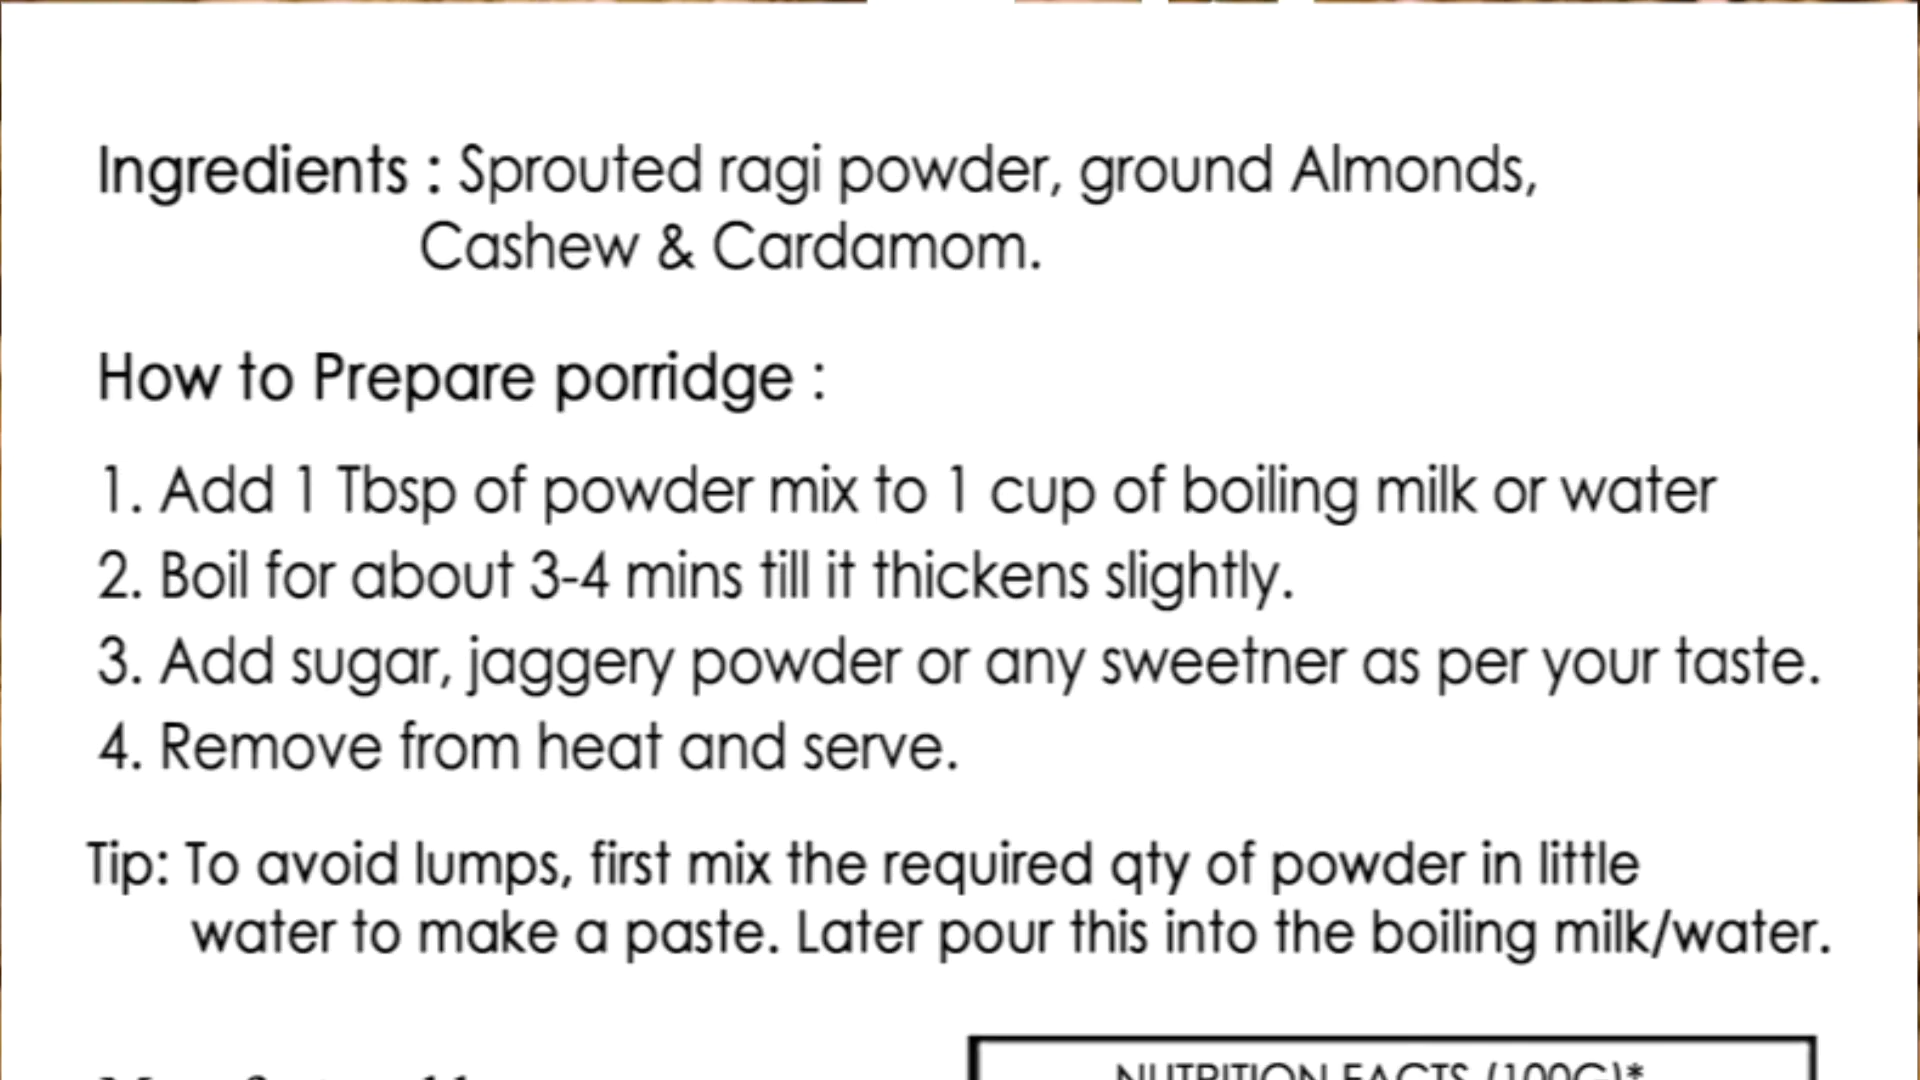 Ingredients : Sprouted ragi powder, ground Almonds,
Cashew & Cardamom.
How to Prepare porridge :
1. Add 1 Tbsp of powder mix to 1 cup of boiling milk or water
2. Boil for about 3-4 mins till it thickens slightly.
3. Add sugar, jaggery powder or any sweetner as per your taste.
4. Remove from heat and serve.
Tip: To avoid lumps, first mix the required qty of powder in little
water to make a paste. Later pour this into the boiling milk/water.
NUTRITION FACTS (100G)*